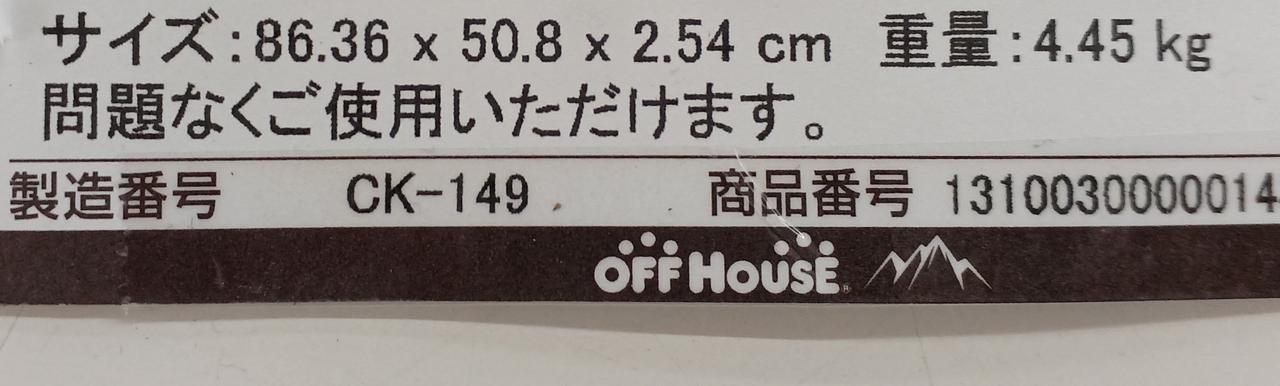 サイズ:86.36 x 50.8 x 2.54 cm 重量:4.45 kg
問題なくご使用いただけます。
製造番号 CK-149 商品番号 1310030000014
OFF HOUSE®